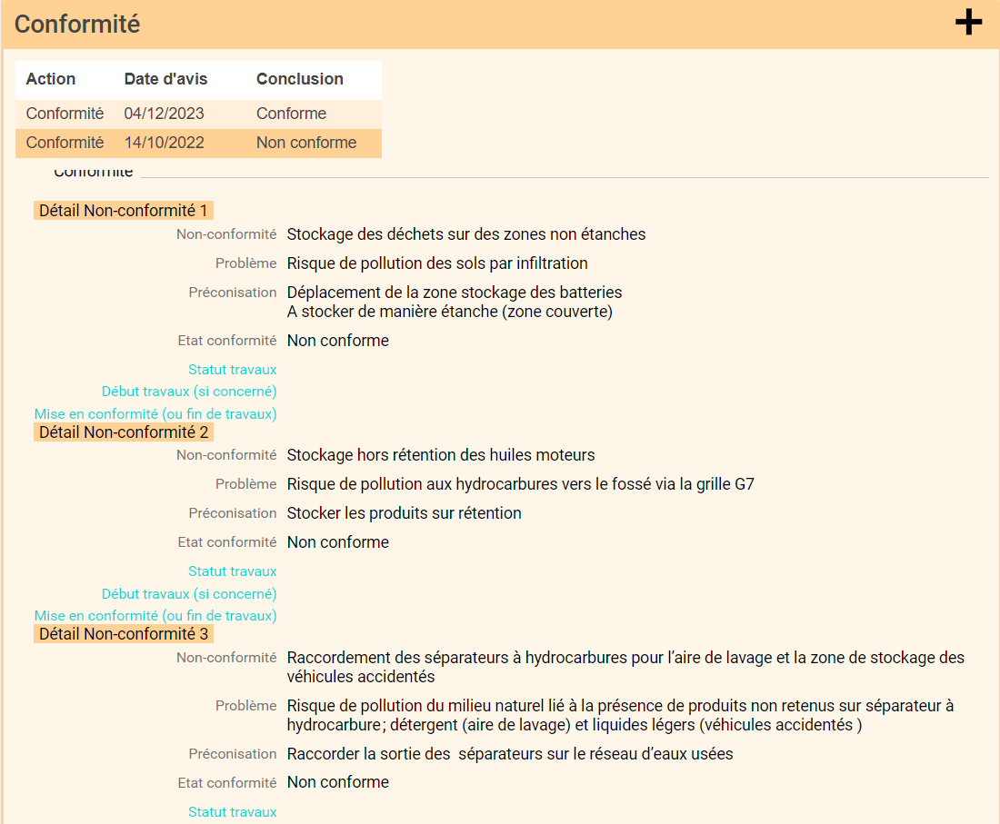 Conformité
Action Date d'avis Conclusion
Conformité 04/12/2023 Conforme
Conformité 14/10/2022 Non conforme
Conformité
Détail Non-conformité 1
Non-conformité Stockage des déchets sur des zones non étanches
Problème Risque de pollution des sols par infiltration
Préconisation Déplacement de la zone stockage des batteries
A stocker de manière étanche (zone couverte)
Etat conformité Non conforme
Statut travaux
Début travaux (si concerné)
Mise en conformité (ou fin de travaux)
Détail Non-conformité 2
Non-conformité Stockage hors rétention des huiles moteurs
Problème Risque de pollution aux hydrocarbures vers le fossé via la grille G7
Préconisation Stocker les produits sur rétention
Etat conformité Non conforme
Statut travaux
Début travaux (si concerné)
Mise en conformité (ou fin de travaux)
Détail Non-conformité 3
Non-conformité Raccordement des séparateurs à hydrocarbures pour l’aire de lavage et la zone de stockage des
véhicules accidentés
Problème Risque de pollution du milieu naturel lié à la présence de produits non retenus sur séparateur à
hydrocarbure ; détergent (aire de lavage) et liquides légers (véhicules accidentés )
Préconisation Raccorder la sortie des  séparateurs sur le réseau d’eaux usées
Etat conformité Non conforme
Statut travaux